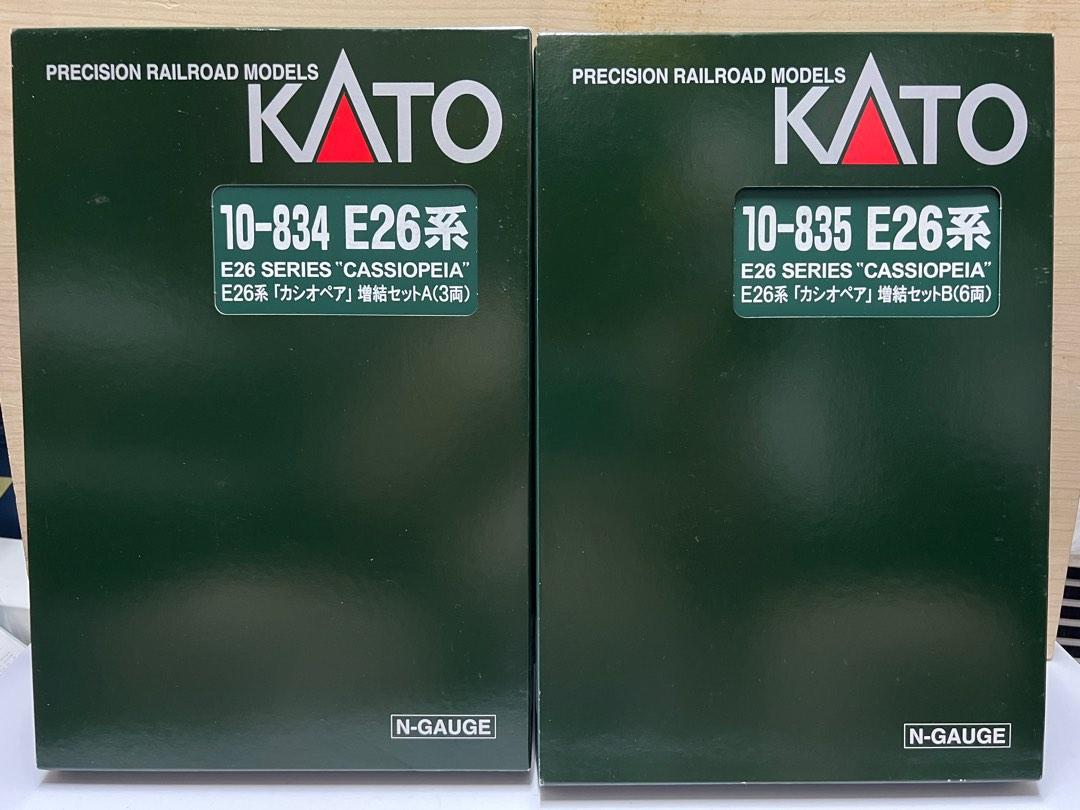 PRECISION RAILROAD MODELS
KATO
10-834 E26系
E26 SERIES "CASSIOPEIA"
E26系「カシオペア」増結セットA(3両)
N-GAUGE
PRECISION RAILROAD MODELS
KATO
10-835 E26系
E26 SERIES "CASSIOPEIA"
E26系「カシオペア」増結セットB(6両)
N-GAUGE